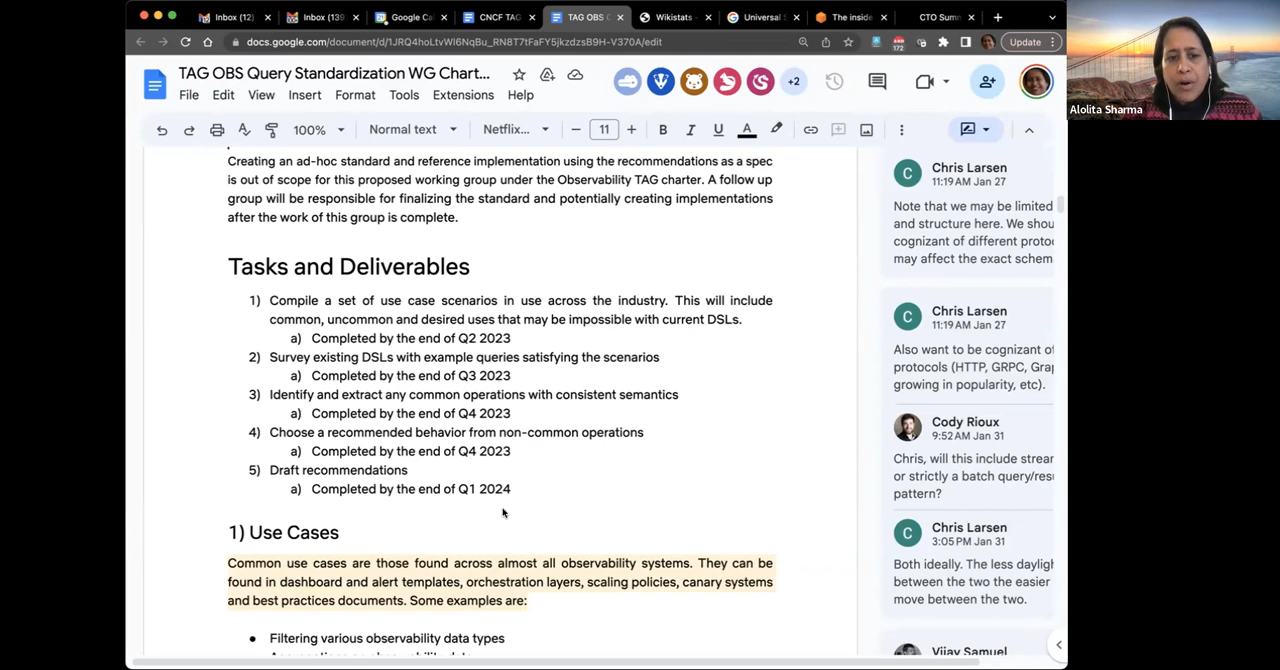 Inbox (12)
Inbox (139
Google Ca
CNCF TAG
TAG OBS C
Wikistats -
Universal S
The inside
CTO Sum
docs.google.com/document/d/1JRQ4hoLtvWI6NqBu_RN8T7tFaFY5jkzdzsB9H-V370A/edit
172
Update
TAG OBS Query Standardization WG Chart...
File Edit View Insert Format Tools Extensions Help
+2
100%
Normal text
Netflix...
11
B I U A
Alolita Sharma
Creating an ad-hoc standard and reference implementation using the recommendations as a spec
is out of scope for this proposed working group under the Observability TAG charter. A follow up
group will be responsible for finalizing the standard and potentially creating implementations
after the work of this group is complete.
Tasks and Deliverables
1) Compile a set of use case scenarios in use across the industry. This will include
common, uncommon and desired uses that may be impossible with current DSLs.
a) Completed by the end of Q2 2023
2) Survey existing DSLs with example queries satisfying the scenarios
a) Completed by the end of Q3 2023
3) Identify and extract any common operations with consistent semantics
a) Completed by the end of Q4 2023
4) Choose a recommended behavior from non-common operations
a) Completed by the end of Q4 2023
5) Draft recommendations
a) Completed by the end of Q1 2024
1) Use Cases
Common use cases are those found across almost all observability systems. They can be
found in dashboard and alert templates, orchestration layers, scaling policies, canary systems
and best practices documents. Some examples are:
● Filtering various observability data types
C
Chris Larsen
11:19 AM Jan 27
Note that we may be limited
and structure here. We shou
cognizant of different proto
may affect the exact schem
C
Chris Larsen
11:19 AM Jan 27
Also want to be cognizant of
protocols (HTTP, GRPC, Grap
growing in popularity, etc).
Cody Rioux
9:52 AM Jan 31
Chris, will this include strear
or strictly a batch query/res
pattern?
C
Chris Larsen
3:05 PM Jan 31
Both ideally. The less dayligh
between the two the easier
move between the two.
Vijay Samuel